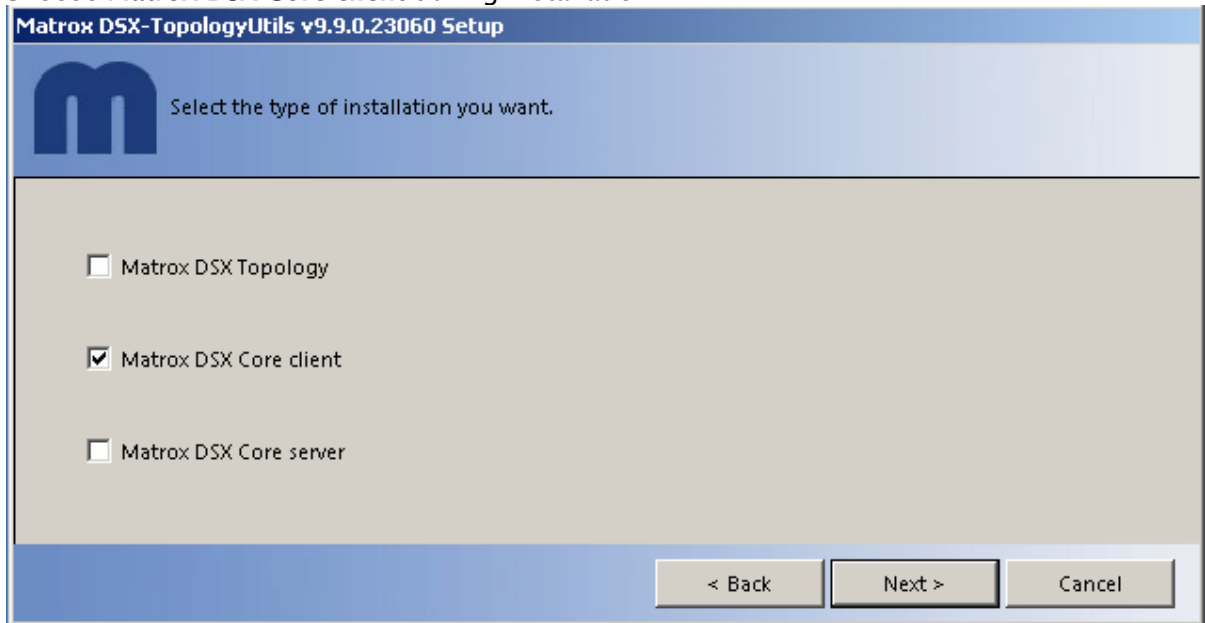 Matrox DSX-TopologyUtils v9.9.0.23060 Setup
m
Select the type of installation you want.
Matrox DSX Topology
Matrox DSX Core client
Matrox DSX Core server
< Back
Next >
Cancel